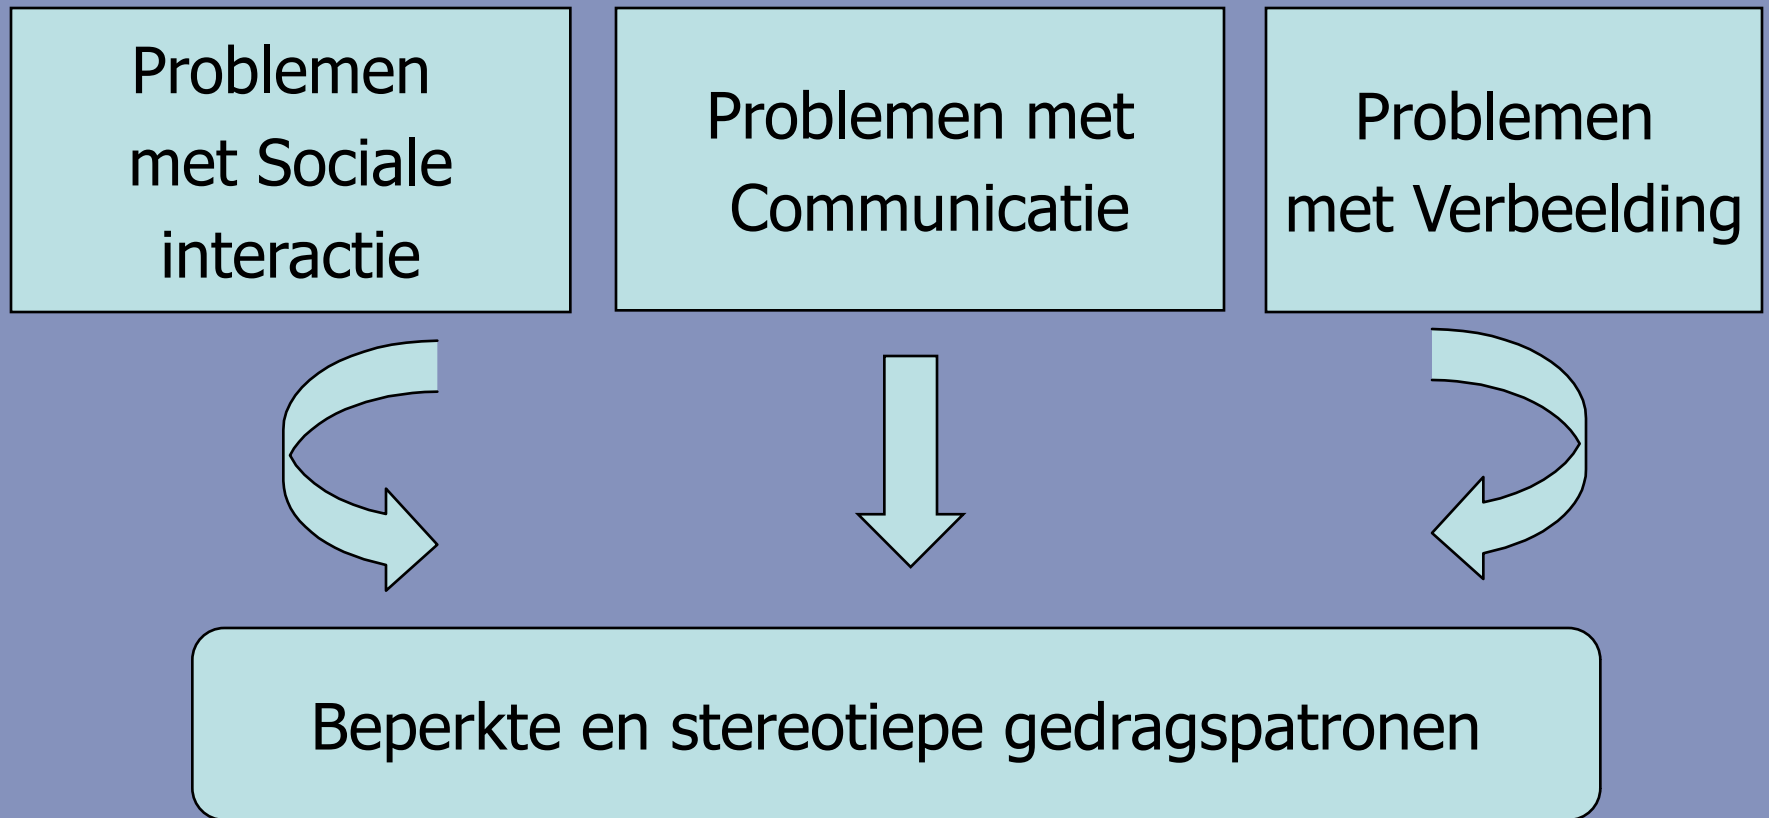 Problemen
met Sociale
interactie
Problemen met
Communicatie
Problemen
met Verbeelding
Beperkte en stereotiepe gedragspatronen